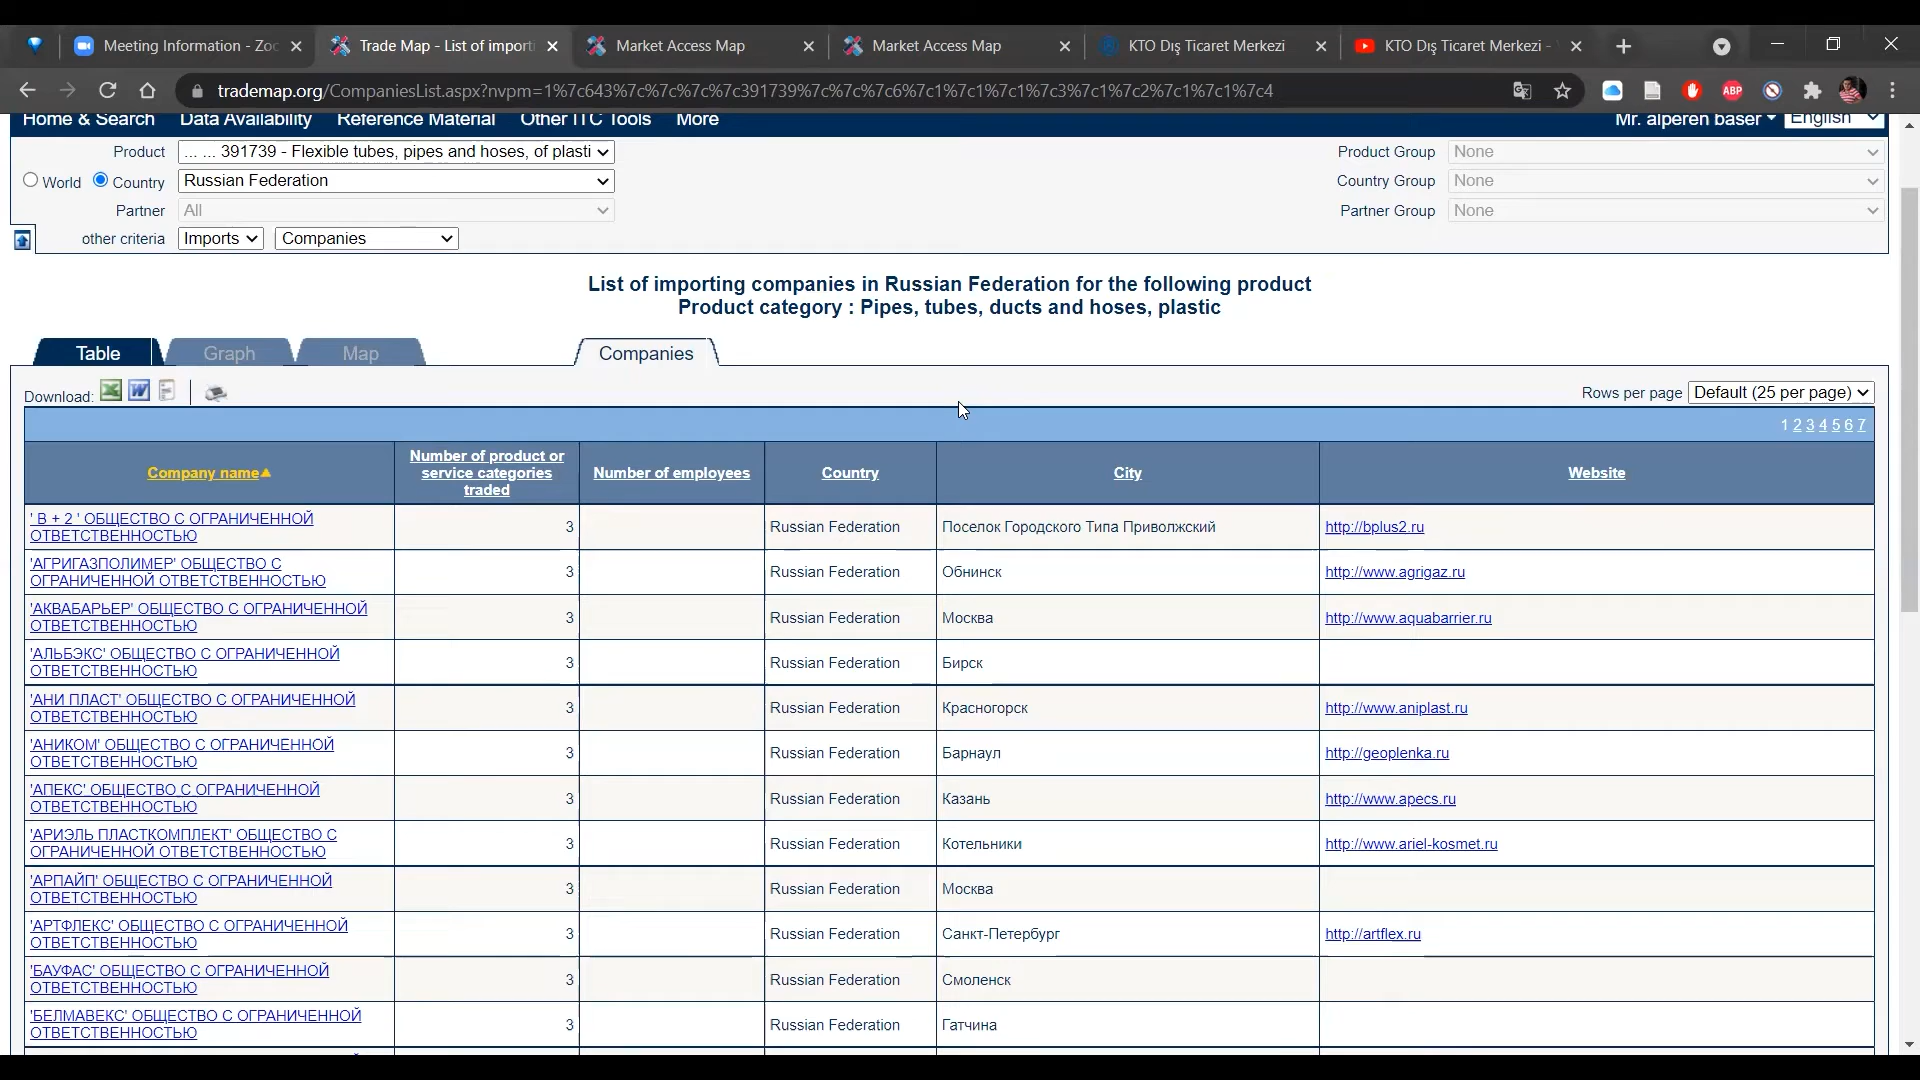 Meeting Information - Zoo
Trade Map - List of importi
Market Access Map
Market Access Map
KTO Dış Ticaret Merkezi
KTO Dış Ticaret Merkezi -
trademap.org/CompaniesList.aspx?nvpm=1%7c643%7c%7c%7c%7c391739%7c%7c%7c6%7c1%7c1%7c1%7c3%7c1%7c2%7c1%7c1%7c4
ABP
Home & Search Data Availability Reference Material Other ITC Tools More Mr. alperen baser English
Product ... ... 391739 - Flexible tubes, pipes and hoses, of plasti Product Group None
World Country Russian Federation Country Group None
Partner All Partner Group None
other criteria Imports Companies
List of importing companies in Russian Federation for the following product
Product category : Pipes, tubes, ducts and hoses, plastic
Table Graph Map Companies
Download: Rows per page Default (25 per page)
1 2 3 4 5 6 7
Company name
Number of product or
service categories
traded
Number of employees
Country
City
Website
' В + 2 ' ОБЩЕСТВО С ОГРАНИЧЕННОЙ
ОТВЕТСТВЕННОСТЬЮ
3 Russian Federation Поселок Городского Типа Приволжский http://bplus2.ru
'АГРИГАЗПОЛИМЕР' ОБЩЕСТВО С
ОГРАНИЧЕННОЙ ОТВЕТСТВЕННОСТЬЮ
3 Russian Federation Обнинск http://www.agrigaz.ru
'АКВАБАРЬЕР' ОБЩЕСТВО С ОГРАНИЧЕННОЙ
ОТВЕТСТВЕННОСТЬЮ
3 Russian Federation Москва http://www.aquabarrier.ru
'АЛЬБЭКС' ОБЩЕСТВО С ОГРАНИЧЕННОЙ
ОТВЕТСТВЕННОСТЬЮ
3 Russian Federation Бирск
'АНИ ПЛАСТ' ОБЩЕСТВО С ОГРАНИЧЕННОЙ
ОТВЕТСТВЕННОСТЬЮ
3 Russian Federation Красногорск http://www.aniplast.ru
'АНИКОМ' ОБЩЕСТВО С ОГРАНИЧЕННОЙ
ОТВЕТСТВЕННОСТЬЮ
3 Russian Federation Барнаул http://geoplenka.ru
'АПЕКС' ОБЩЕСТВО С ОГРАНИЧЕННОЙ
ОТВЕТСТВЕННОСТЬЮ
3 Russian Federation Казань http://www.apecs.ru
'АРИЭЛЬ ПЛАСТКОМПЛЕКТ' ОБЩЕСТВО С
ОГРАНИЧЕННОЙ ОТВЕТСТВЕННОСТЬЮ
3 Russian Federation Котельники http://www.ariel-kosmet.ru
'АРПАЙП' ОБЩЕСТВО С ОГРАНИЧЕННОЙ
ОТВЕТСТВЕННОСТЬЮ
3 Russian Federation Москва
'АРТФЛЕКС' ОБЩЕСТВО С ОГРАНИЧЕННОЙ
ОТВЕТСТВЕННОСТЬЮ
3 Russian Federation Санкт-Петербург http://artflex.ru
'БАУФАС' ОБЩЕСТВО С ОГРАНИЧЕННОЙ
ОТВЕТСТВЕННОСТЬЮ
3 Russian Federation Смоленск
'БЕЛМАВЕКС' ОБЩЕСТВО С ОГРАНИЧЕННОЙ
ОТВЕТСТВЕННОСТЬЮ
3 Russian Federation Гатчина